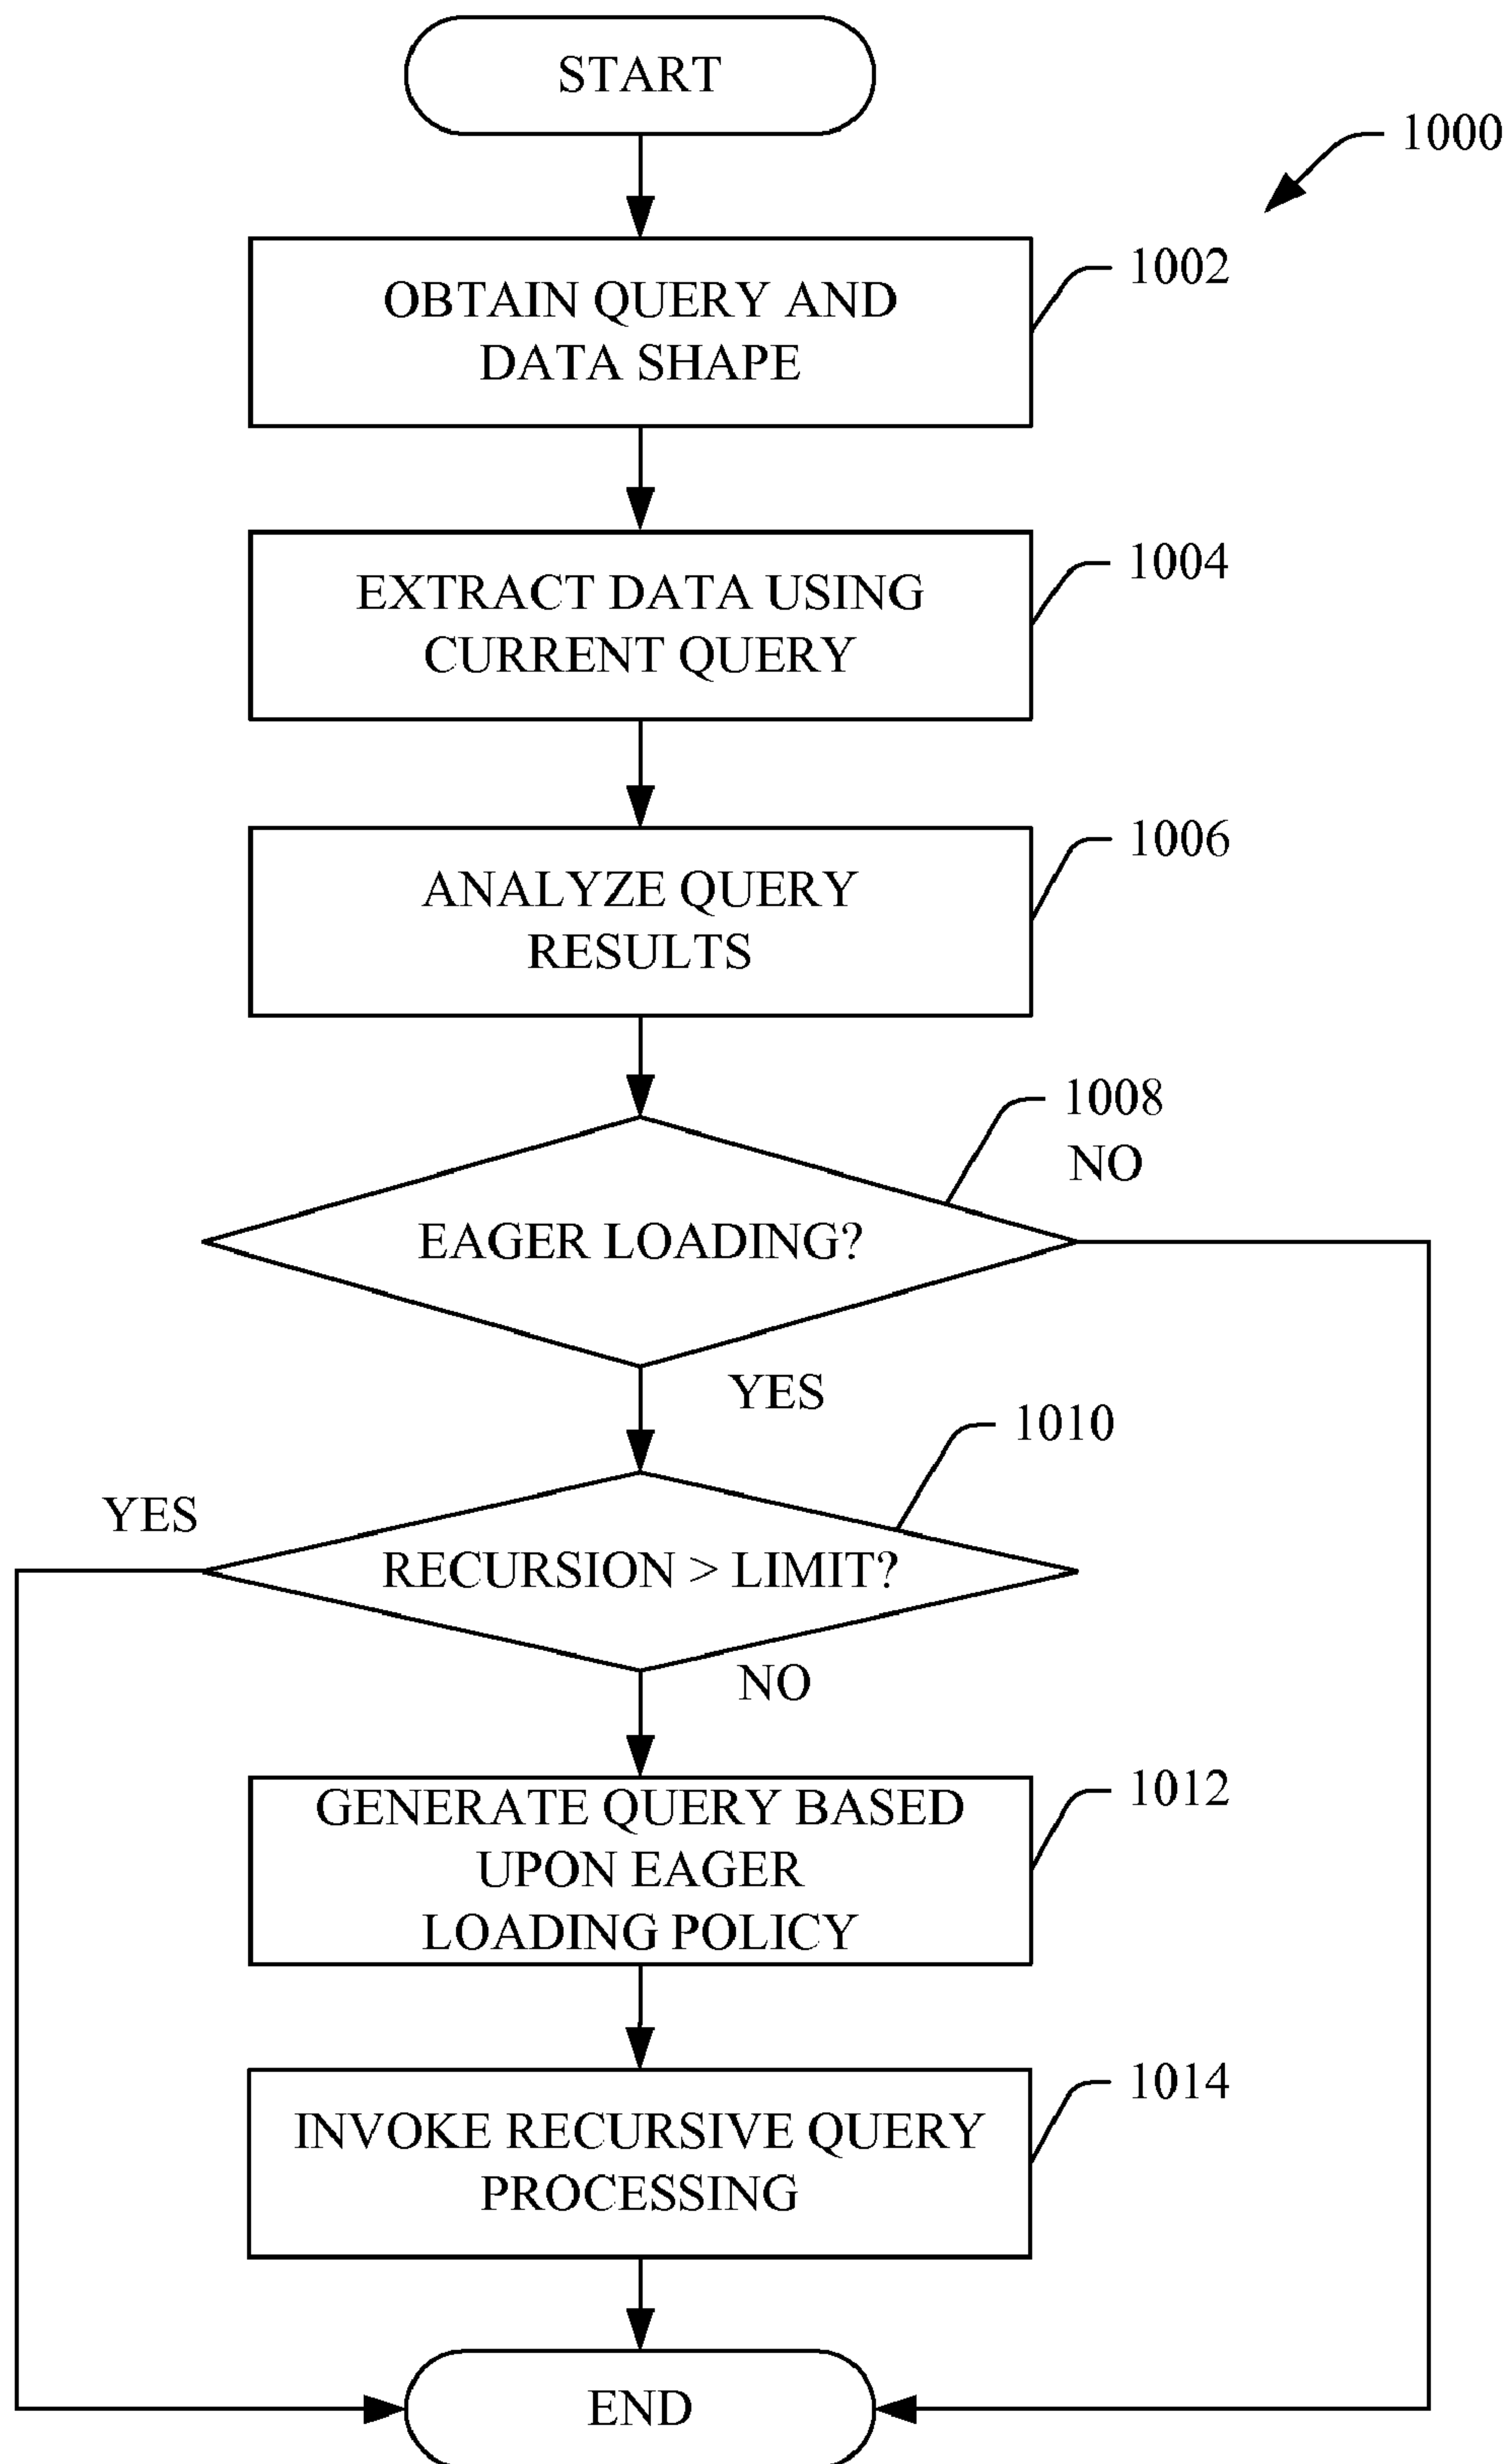 START
1000
1002
OBTAIN QUERY AND
DATA SHAPE
1004
EXTRACT DATA USING
CURRENT QUERY
1006
ANALYZE QUERY
RESULTS
1008
NO
EAGER LOADING?
YES
1010
YES
RECURSION > LIMIT?
NO
1012
GENERATE QUERY BASED
UPON EAGER
LOADING POLICY
1014
INVOKE RECURSIVE QUERY
PROCESSING
END